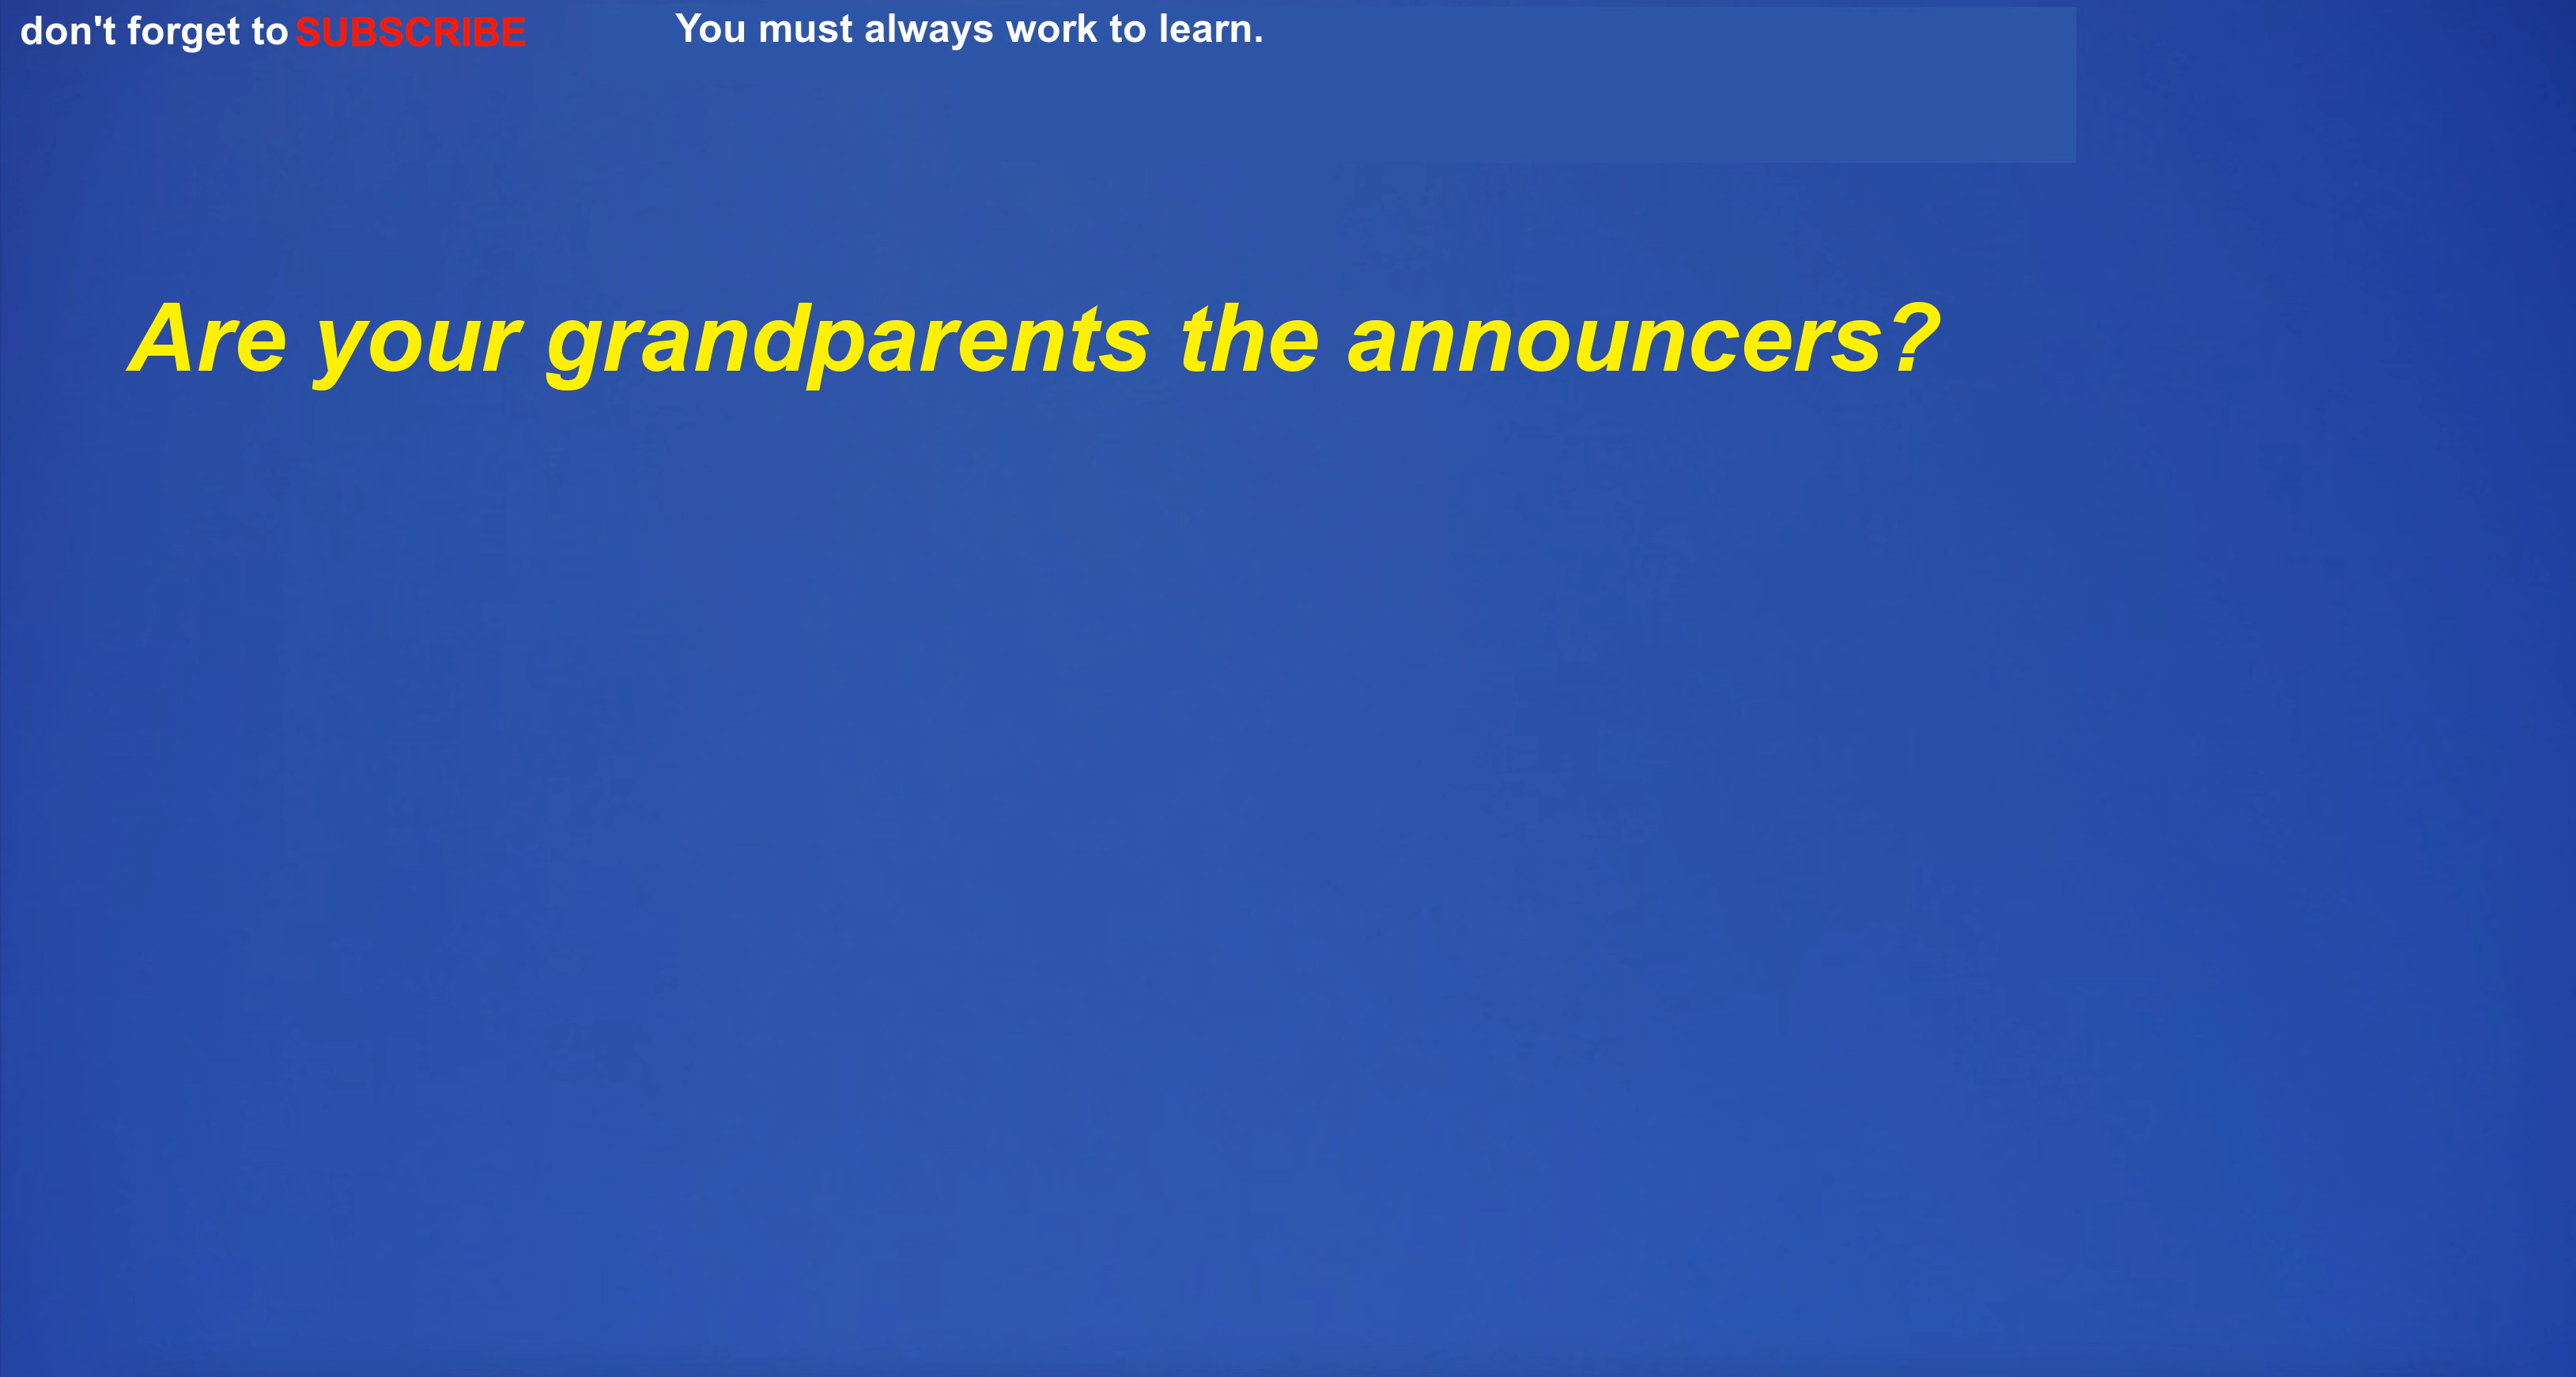 don't forget to SUBSCRIBE
You must always work to learn.
Are your grandparents the announcers?